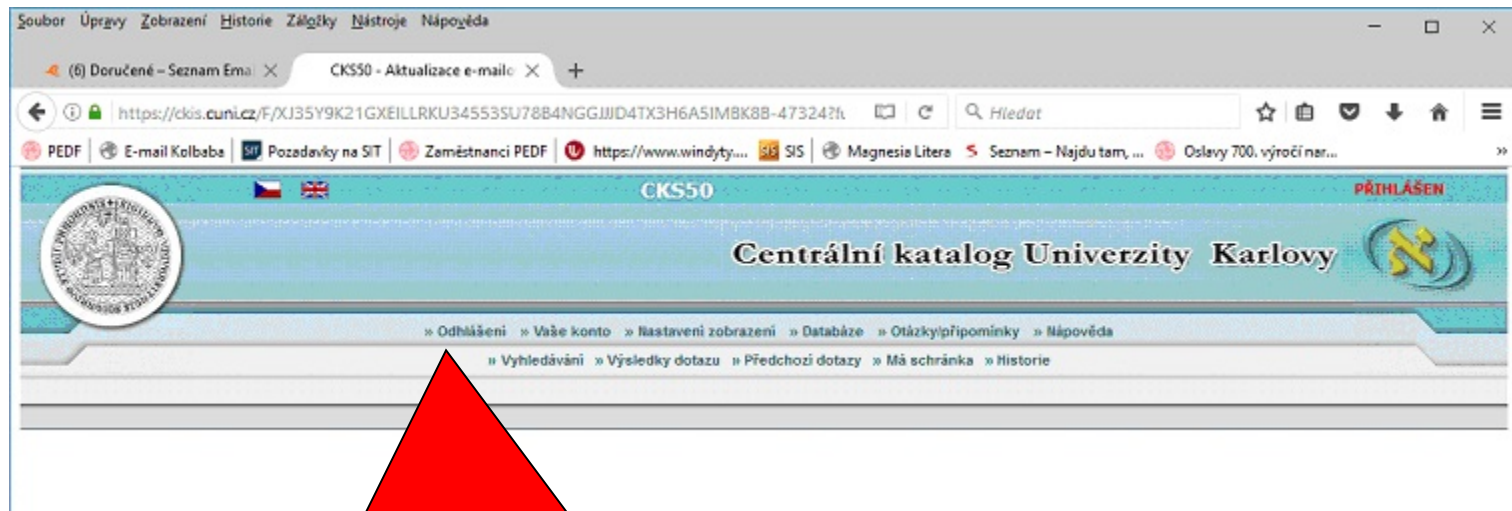 Soubor Úpravy Zobrazení Historie Záložky Nástroje Nápověda
(6) Doručené – Seznam Emai CKS50 - Aktualizace e-mailo
https://ckis.cuni.cz/F/XJ35Y9K21GXEILLRKU34553SU78B4NGGJJJD4TX3H6A5IMBK8B-47324?fu Hledat
PEDF E-mail Kolbaba Pozadavky na SIT Zaměstnanci PEDF https://www.windyty.... SIS Magnesia Litera Seznam – Najdu tam, ... Oslavy 700. výročí nar... »
CKS50 PŘIHLÁŠEN
Centrální katalog Univerzity Karlovy
» Odhlášení » Vaše konto » Nastavení zobrazení » Databáze » Otázky/připomínky » Nápověda
» Vyhledávání » Výsledky dotazu » Předchozí dotazy » Má schránka » Historie